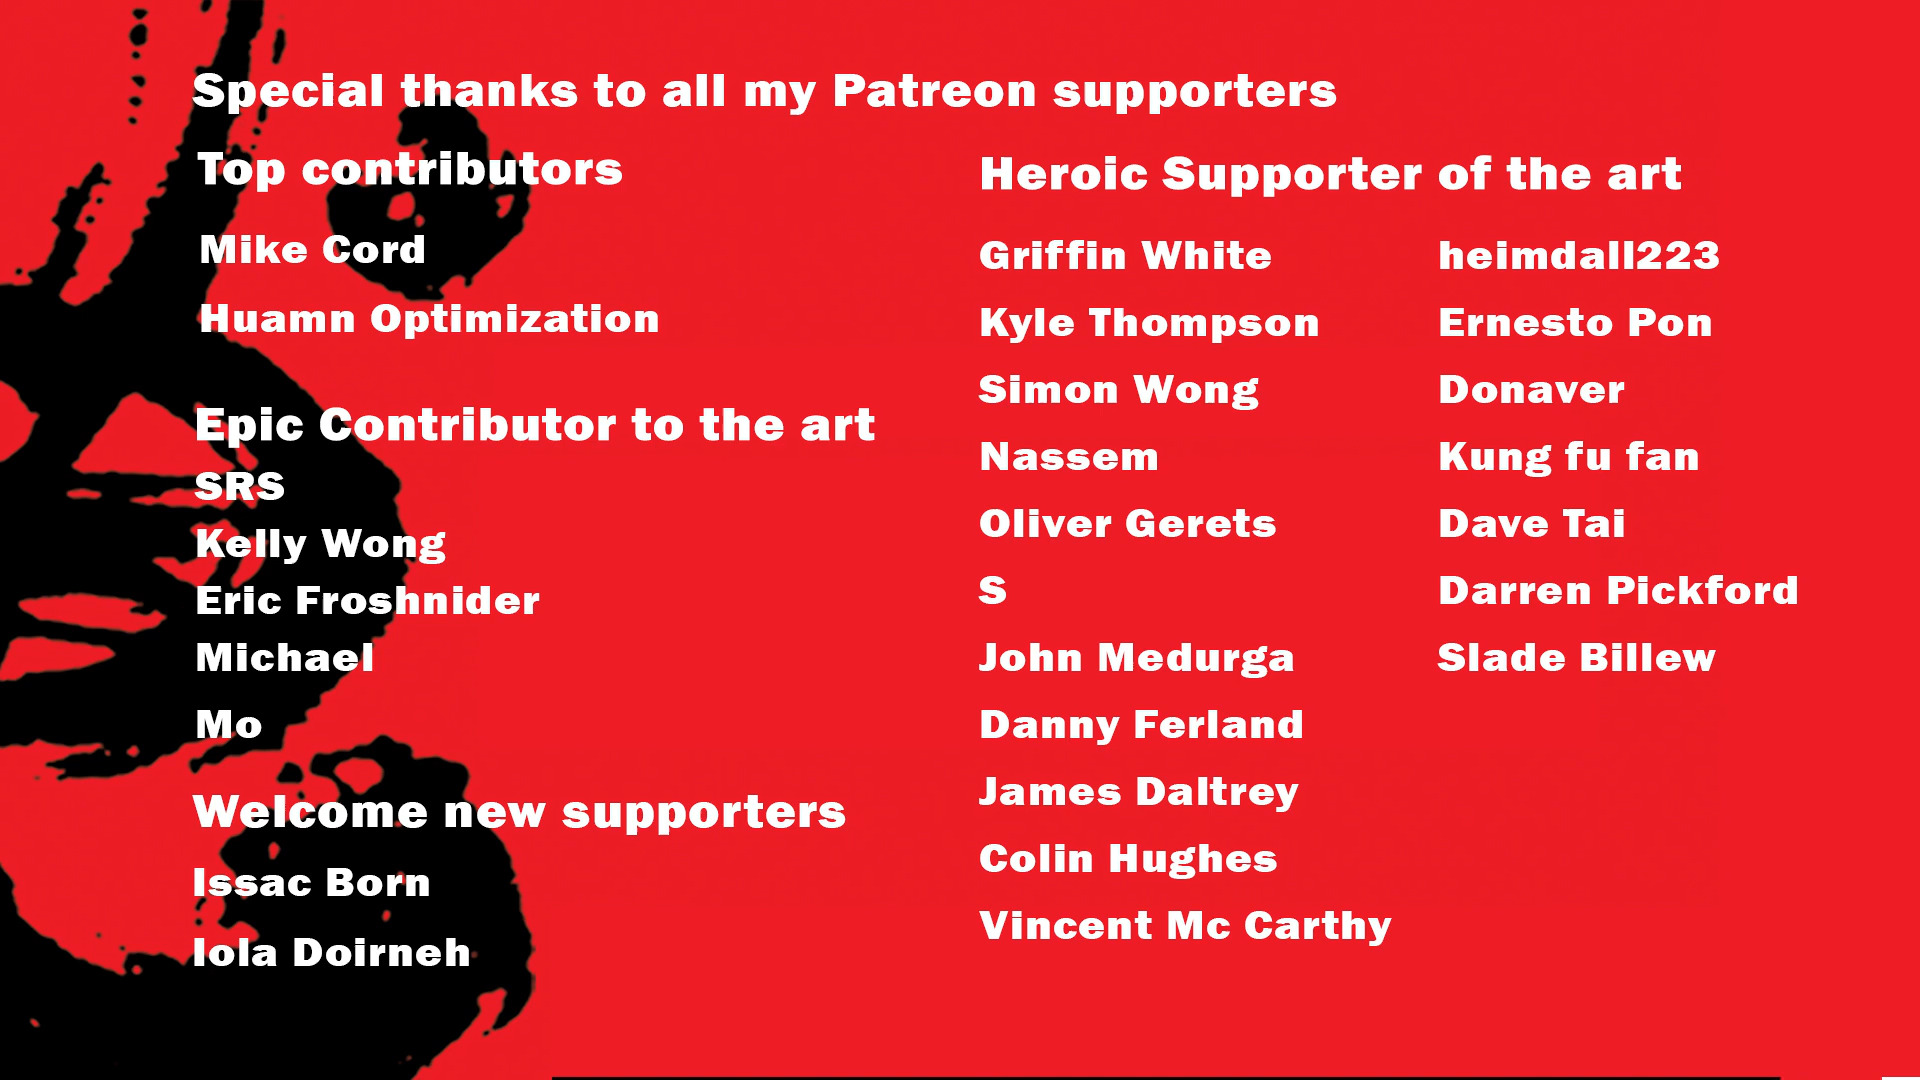 Special thanks to all my Patreon supporters
Top contributors
Mike Cord
Huamn Optimization
Epic Contributor to the art
SRS
Kelly Wong
Eric Froshnider
Michael
Mo
Welcome new supporters
Issac Born
Iola Doirneh
Heroic Supporter of the art
Griffin White
Kyle Thompson
Simon Wong
Nassem
Oliver Gerets
S
John Medurga
Danny Ferland
James Daltrey
Colin Hughes
Vincent Mc Carthy
heimdall223
Ernesto Pon
Donaver
Kung fu fan
Dave Tai
Darren Pickford
Slade Billew